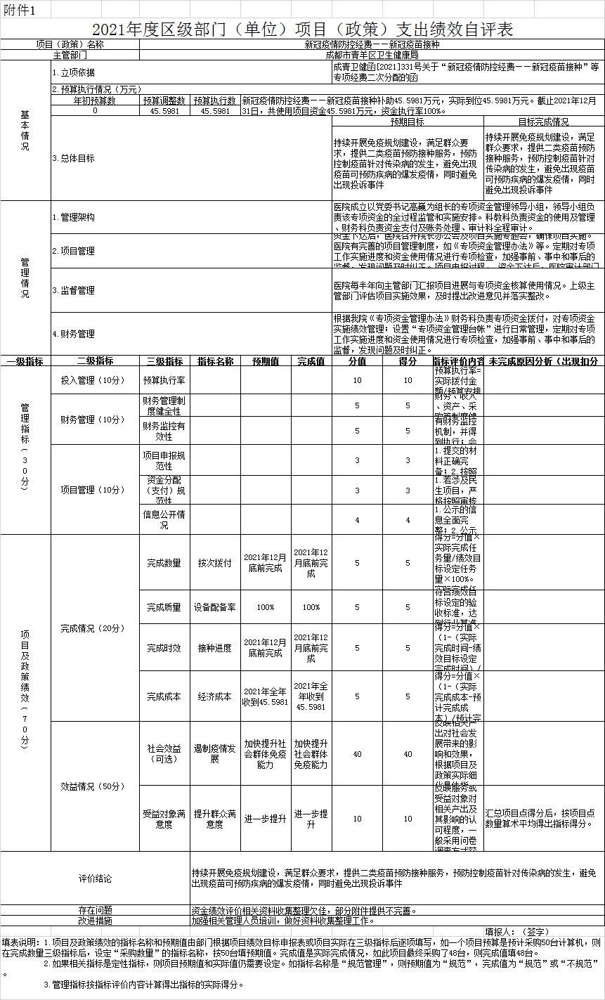 附件1
2021年度区级部门（单位）项目（政策）支出绩效自评表
项目（政策）名称
新冠疫情防控经费——新冠疫苗接种
主管部门
成都市青羊区卫生健康局
基本情况
1.立项依据
成青卫健函[2021]331号关于“新冠疫情防控经费——新冠疫苗接种”等
专项经费二次分配的函
2.预算执行情况（万元）
年初预算数
预算调整数
预算执行数
新冠疫情防控经费——新冠疫苗接种补助45.5981万元，实际到位45.5981万元。截止2021年12月
31日，共使用项目资金45.5981万元，资金执行率100%。
0
45.5981
45.5981
3.总体目标
预期目标
目标完成情况
持续开展免疫规划建设，满足群众要
求，提供二类疫苗预防接种服务，预防
控制疫苗针对传染病的发生，避免出现
疫苗可预防疾病的爆发疫情，同时避免
出现投诉事件
持续开展免疫规划建设，满足
群众要求，提供二类疫苗预防
接种服务，预防控制疫苗针对
传染病的发生，避免出现疫苗
可预防疾病的爆发疫情，同时
避免出现投诉事件
管理情况
1.管理架构
医院成立以党委书记高巍为组长的专项资金管理领导小组，领导小组负
责该专项资金的全过程监管和实施安排。科教科负责资金的使用及管理
、财务科负责资金支付及账务处理、审计科全程审计。
2.项目管理
资金下达后，医院召开院长办公会及项目实施专题会，确保项目实施。
医院有完善的项目管理制度，如《专项资金管理办法》等。定期对专项
工作实施进度和资金使用情况进行专项检查，加强事前、事中和事后的
监督，发现问题及时纠正。项目申报过程、 资金下达后，医院审计部门
3.监督管理
医院每半年向主管部门汇报项目进展与专项资金核算使用情况。上级主
管部门评估项目实施效果，及时提出改进意见并落实整改。
4.财务管理
根据我院《专项资金管理办法》财务科负责专项资金拨付，对专项资金
实施绩效管理；设置“专项资金管理台帐”进行日常管理，定期对专项
工作实施进度和资金使用情况进行专项检查，加强事前、事中和事后的
监督，发现问题及时纠正。
一级指标
二级指标
三级指标
指标名称
预期值
完成值
分值
得分
指标评价内容
未完成原因分析（出现扣分
管理指标（30分）
投入管理（10分）
预算执行率
10
10
预算执行率=
实际拨付金
额/预算安排
财务管理（10分）
财务管理制
度健全性
5
5
财务、收入
、资产、采
购等制度健
财务监控有
效性
5
5
有财务监控
机制，并得
到执行；会
项目管理（10分）
项目申报规
范性
3
3
1.提交的材
料正确完
备；2.按照
资金分配
（支付）规
范性
3
3
1.若涉及民
生项目，严
格按照审核
信息公开情
况
4
4
1.公示的信
息全面完
整；2.公示
项目及政策绩效（70分）
完成情况（20分）
完成数量
按次拨付
2021年12月
底前完成
2021年12
月底前完
成
5
5
得分=分值×
实际完成任
务量/绩效目
标设定任务
量×100%。
实际完成任
完成质量
设备配备率
100%
100%
5
5
符合绩效目
标设定的验
收标准，达
到行业基准
完成时效
接种进度
2021年12月
底前完成
2021年12
月底前完
成
5
5
得分=分值×
（1-（实际
完成时间-绩
效目标设定
完成时间）/
完成成本
经济成本
2021年全年
收到45.5981
2021年全
年收到
45.5981
5
5
得分=分值×
（1-（实际
完成成本-预
计完成成
本）/预计完
效益情况（50分）
社会效益
（可选）
遏制疫情发
展
加快提升社
会群体免疫
能力
加快提升
社会群体
免疫能力
40
40
反映相关产
出对社会发
展带来的影
响和效果，
根据项目及
政策实际细
化具体指
受益对象满
意度
提升群众满
意度
进一步提升
进一步提
升
10
10
反映服务或
受益对象对
相关产出及
其影响的认
可程度，一
般采用问卷
调查方式获
汇总项目点得分后，按项目点
数量算术平均得出指标得分。
评价结论
持续开展免疫规划建设，满足群众要求，提供二类疫苗预防接种服务，预防控制疫苗针对传染病的发生，避免
出现疫苗可预防疾病的爆发疫情，同时避免出现投诉事件
存在问题
资金绩效评价相关资料收集整理欠佳，部分附件提供不完善。
改进措施
加强相关管理人员培训，做好资料收集整理工作。
填报人：（签字）
填表说明：1.项目及政策绩效的指标名称和预期值由部门根据项目绩效目标申报表或项目实际在三级指标后逐项填写，如一个项目预算是预计采购50台计算机，则
在完成数量三级指标后，设定“采购数量”的指标名称，按50台填预期值。完成值是实际完成情况，如此项目最终采购了48台，则完成值填48台。
2.如果相关指标是定性指标，则项目预期值和实际值仍需要设定。如指标名称是“规范管理”，则预期值为“规范”，完成值为“规范”或“不规范”
。
3.管理指标按指标评价内容计算得出指标的实际得分。